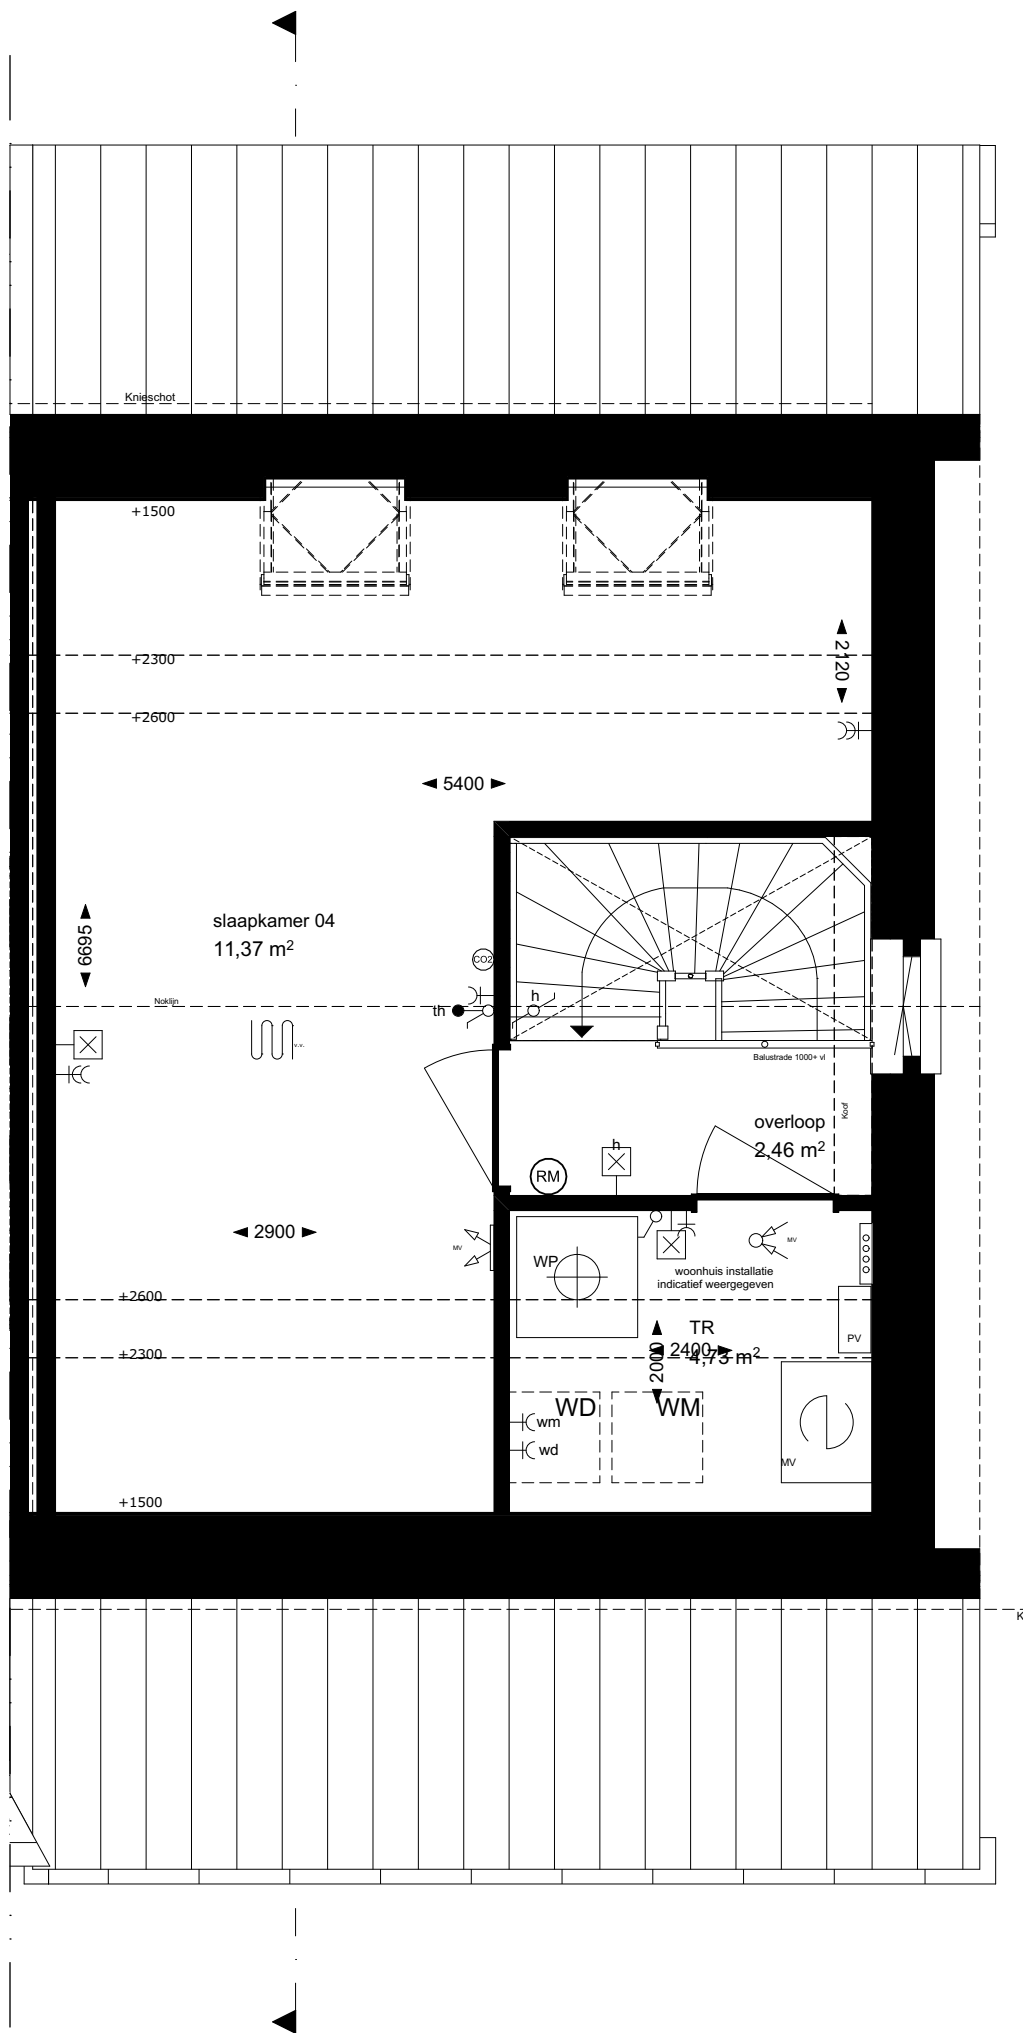 Knieschot
+1500
+2300
2120
+2600
5400
slaapkamer 04
11,37 m²
6695
CO2
h
th
Noklijn
v.v.
Balustrade 1000+ vl
Koof
overloop
2,46 m²
h
RM
2900
MV
WP
MV
woonhuis installatie
indicatief weergegeven
+2600
TR
PV
2000
2400
4,73 m²
+2300
WD
WM
wm
wd
MV
+1500
K